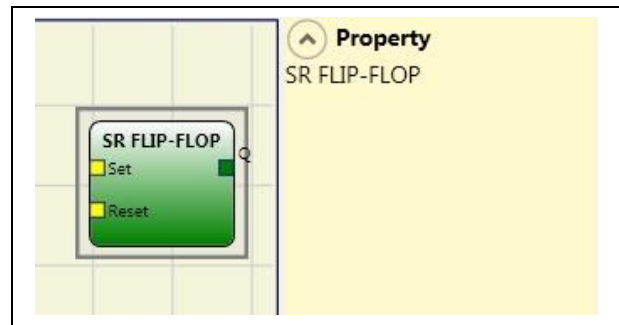 Property
SR FLIP-FLOP
SR FLIP-FLOP
Set
Q
Reset